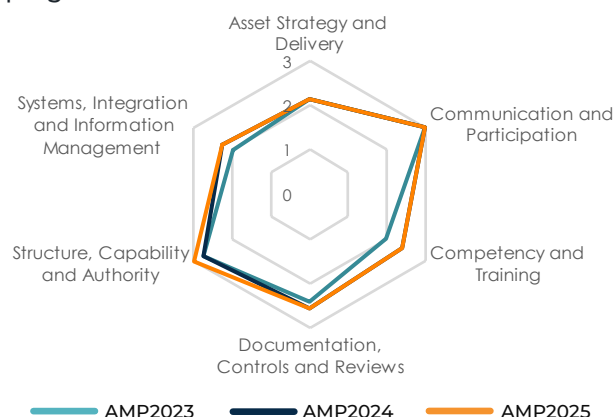 Asset Strategy and
Delivery
3
Systems, Integration
and Information
Management
2
Communication and
Participation
1
0
Structure, Capability
and Authority
Competency and
Training
Documentation,
Controls and Reviews
AMP2023 AMP2024 AMP2025